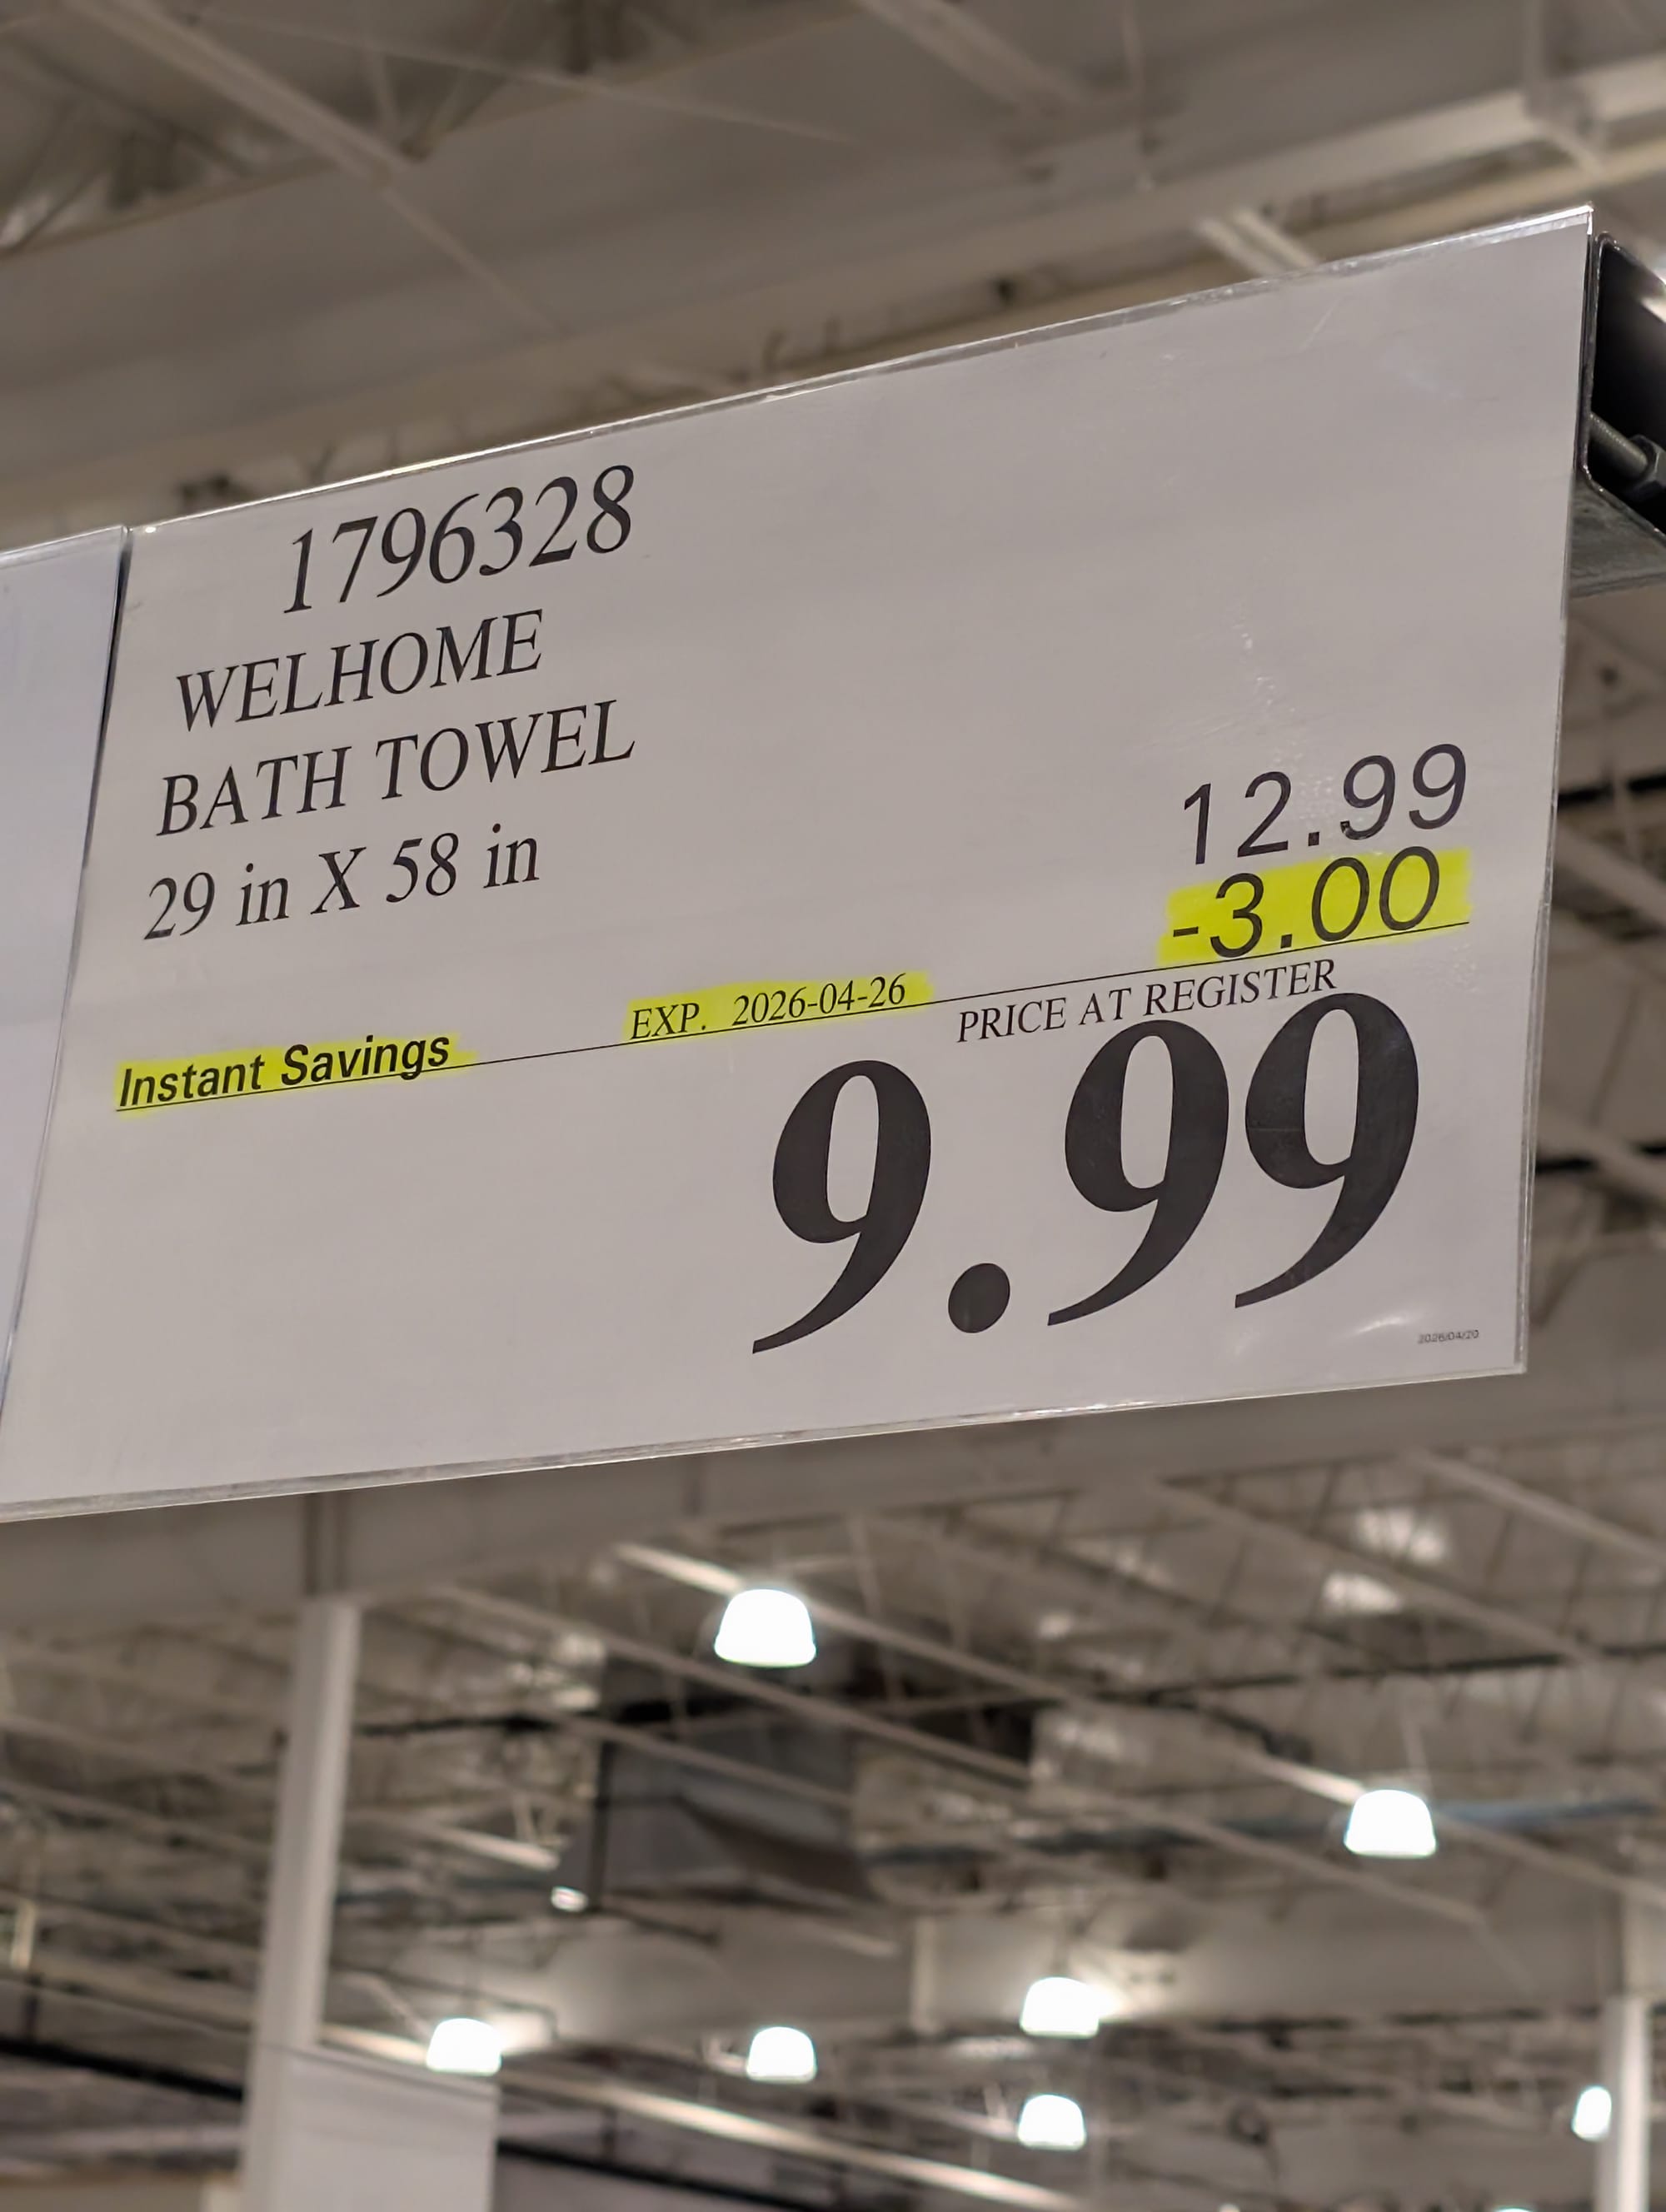 1796328
WELHOME
BATH TOWEL
29 in X 58 in
12.99
-3.00
Instant Savings EXP. 2026-04-26
PRICE AT REGISTER
9.99
2026/04/20